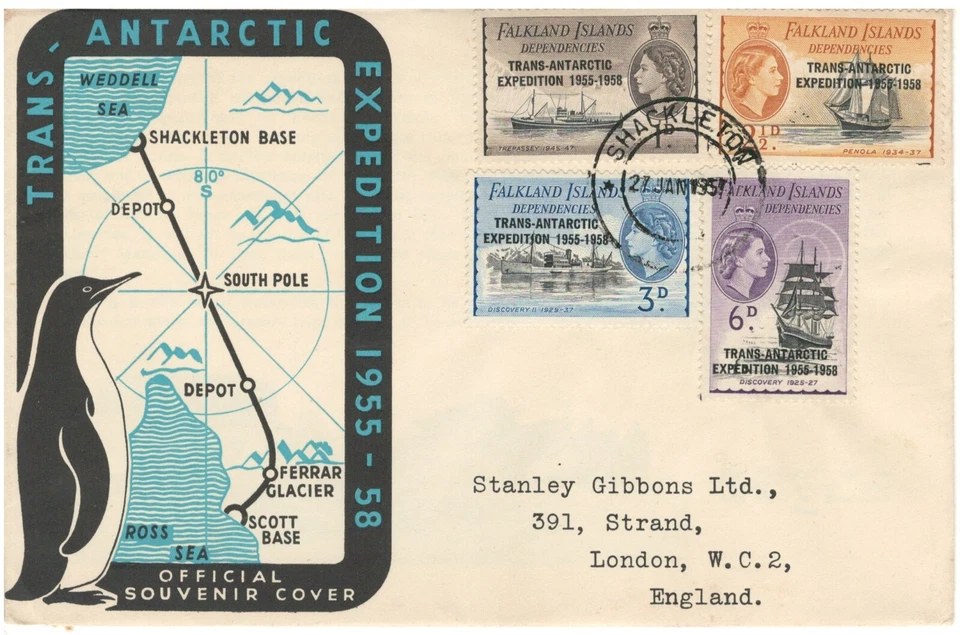 TRANS-ANTARCTIC EXPEDITION 1955-58
WEDDELL
SEA
SHACKLETON BASE
80°
S
DEPOT
SOUTH POLE
DEPOT
FERRAR
GLACIER
SCOTT
BASE
ROSS
SEA
OFFICIAL
SOUVENIR COVER
FALKLAND ISLANDS
DEPENDENCIES
TRANS-ANTARCTIC
EXPEDITION 1955-1958
1D.
TREPASSEY 1945-47
FALKLAND ISLANDS
DEPENDENCIES
TRANS-ANTARCTIC
EXPEDITION 1955-1958
½D.
PENOLA 1934-37
SHACKLETON
27 JAN 1957
FALKLAND ISLANDS
DEPENDENCIES
TRANS-ANTARCTIC
EXPEDITION 1955-1958
3D.
DISCOVERY II 1929-37
FALKLAND ISLANDS
DEPENDENCIES
6D.
TRANS-ANTARCTIC
EXPEDITION 1955-1958
DISCOVERY 1925-27
Stanley Gibbons Ltd.,
391, Strand,
London, W.C.2,
England.